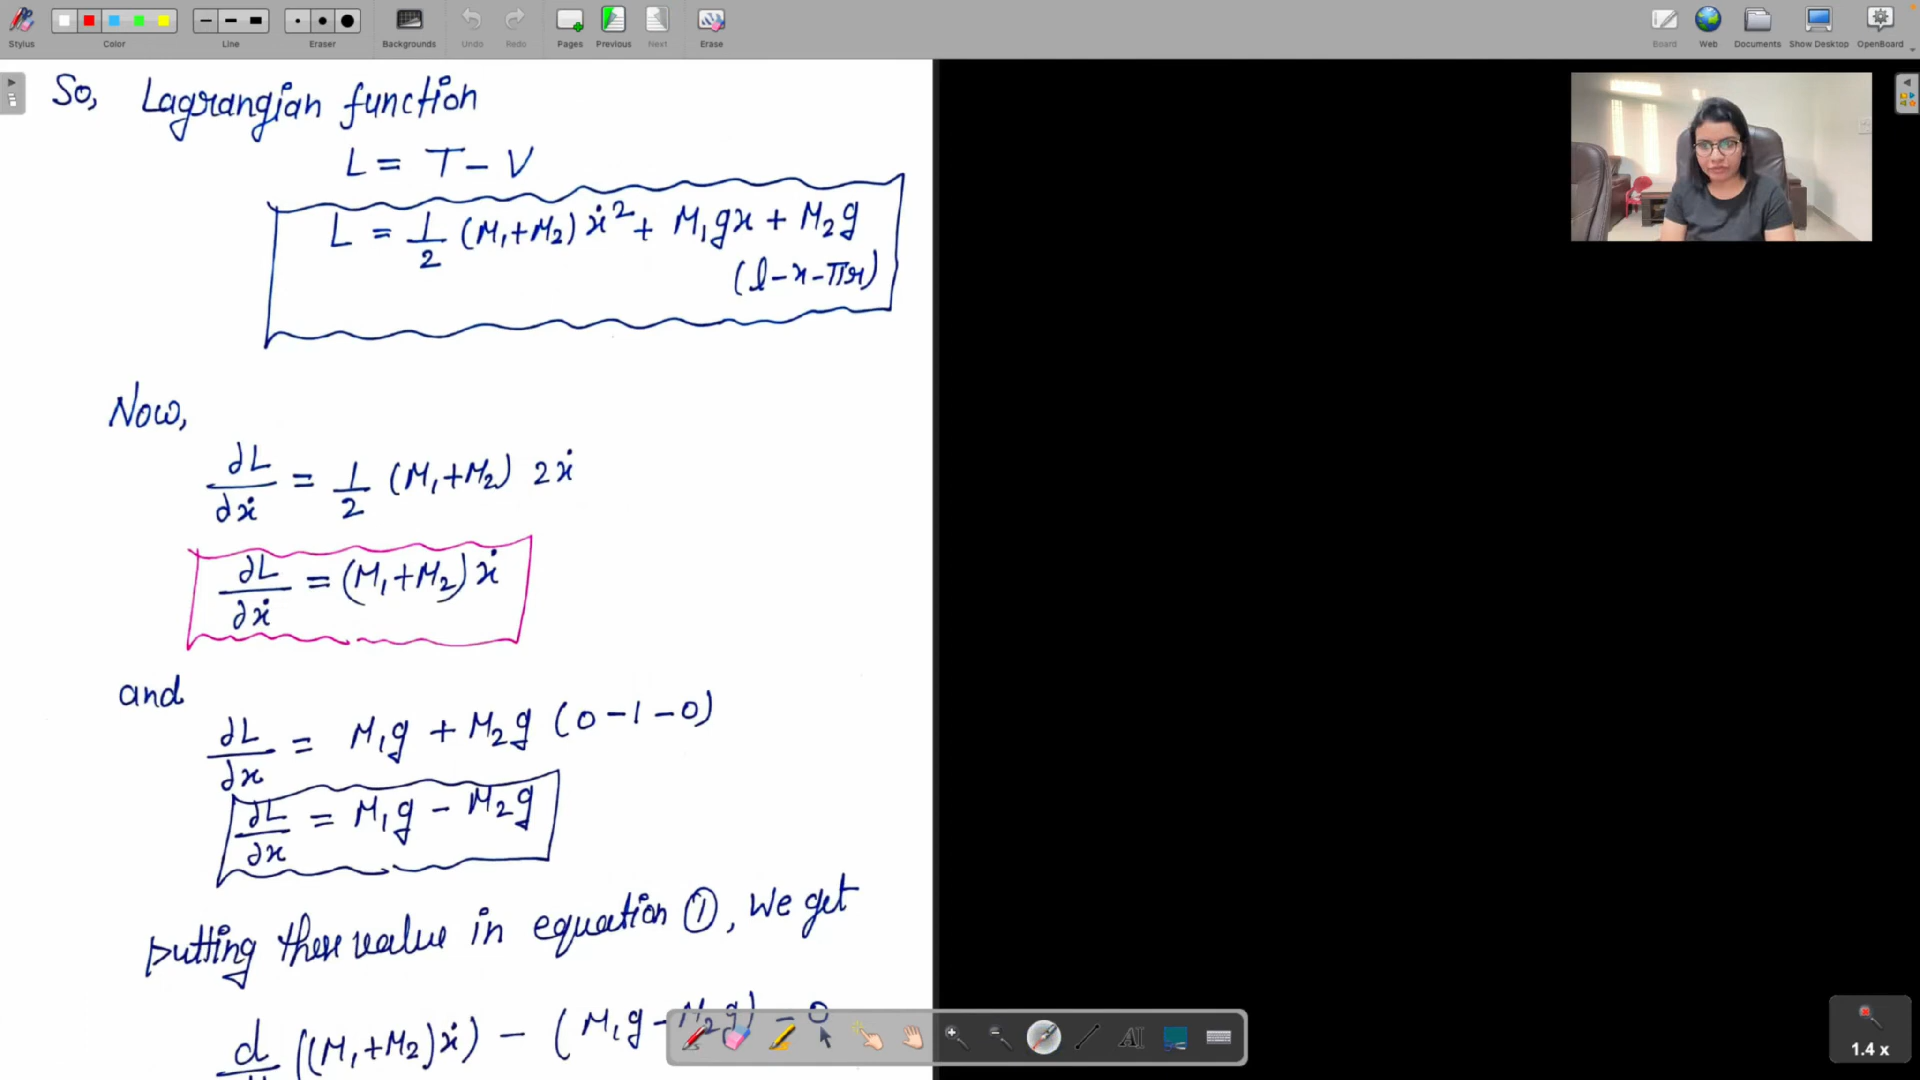 Stylus
Color
Line
Eraser
Backgrounds
Undo
Redo
Pages
Previous
Next
Erase
Board
Web
Documents
Show Desktop
OpenBoard
So, Lagrangian function
L = T - V
L = 1/2 (M₁+M₂) ẋ² + M₁gx + M₂g
(l-x-πr)
Now,
∂L/∂ẋ = 1/2 (M₁+M₂) 2ẋ
∂L/∂ẋ = (M₁+M₂)ẋ
and
∂L/∂x = M₁g + M₂g (0-1-0)
∂L/∂x = M₁g - M₂g
putting these value in equation ①, we get
d ((M₁+M₂)ẋ) - (M₁g-M₂g) = 0
AI
1.4 x